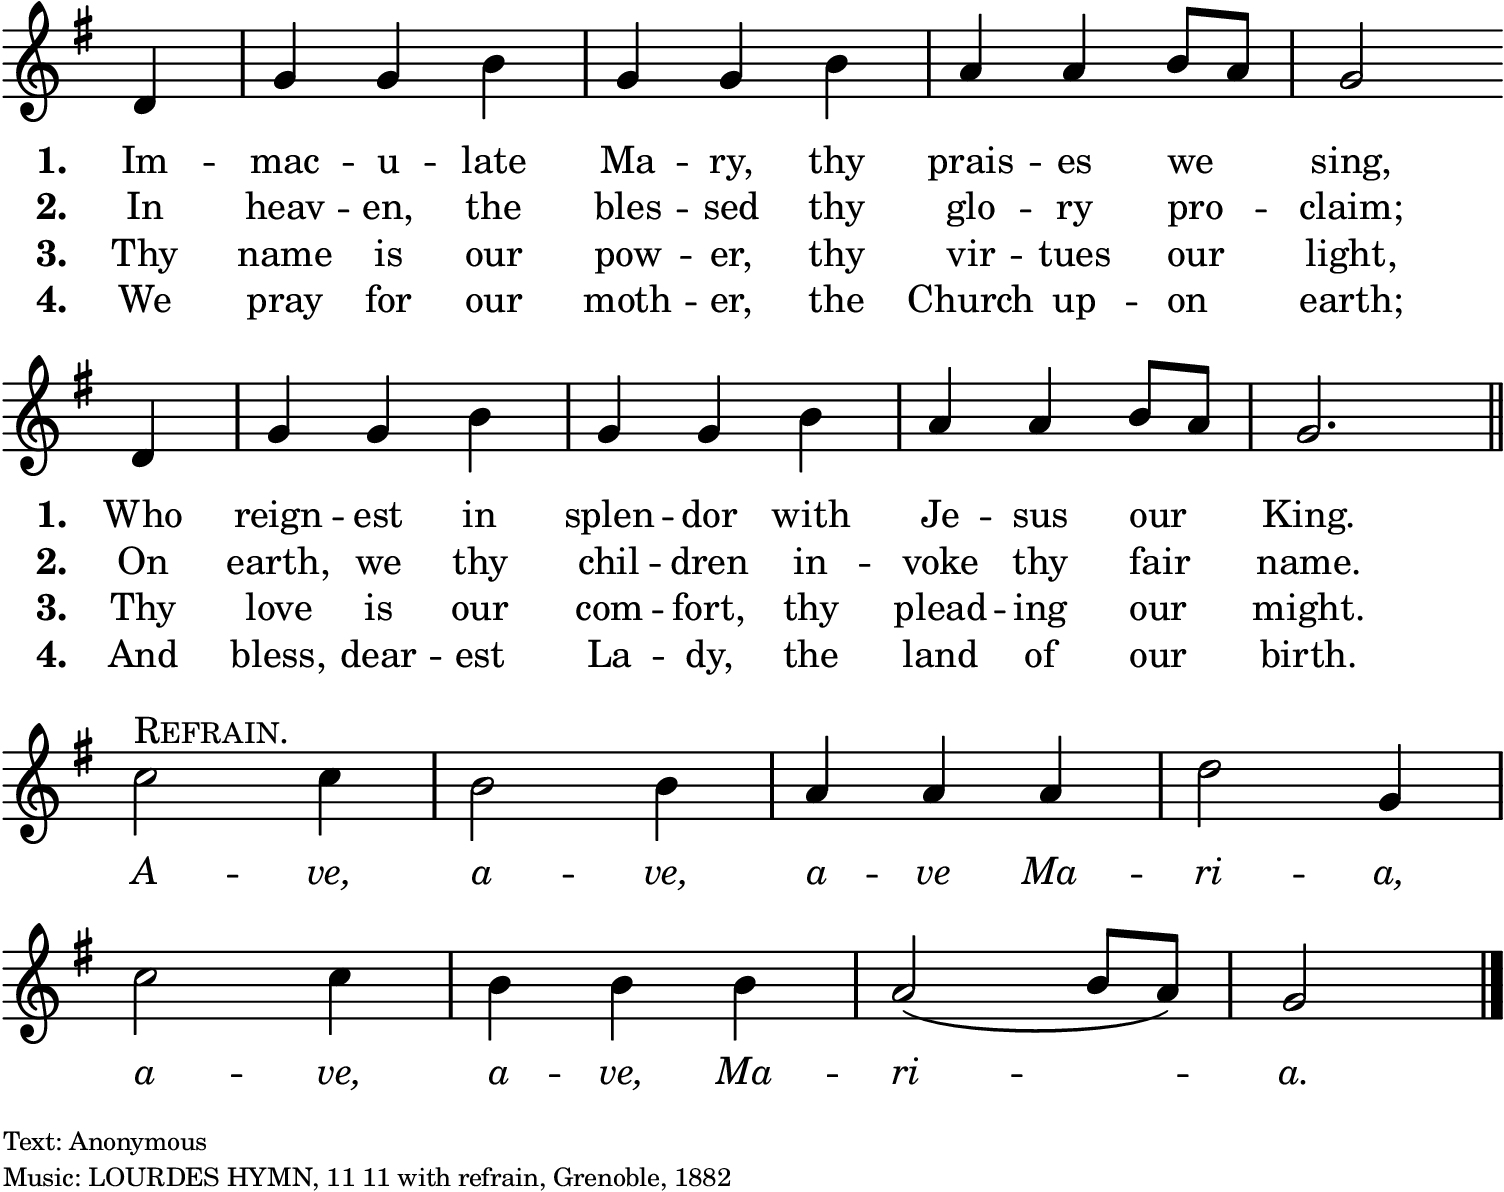 1. Im - mac - u - late Ma - ry, thy prais - es we sing,
2. In heav - en, the bles - sed thy glo - ry pro - claim;
3. Thy name is our pow - er, thy vir - tues our light,
4. We pray for our moth - er, the Church up - on earth;
1. Who reign - est in splen - dor with Je - sus our King.
2. On earth, we thy chil - dren in - voke thy fair name.
3. Thy love is our com - fort, thy plead - ing our might.
4. And bless, dear - est La - dy, the land of our birth.
REFRAIN.
A - ve, a - ve, a - ve Ma - ri - a,
a - ve, a - ve, Ma - ri - - a.
Text: Anonymous
Music: LOURDES HYMN, 11 11 with refrain, Grenoble, 1882